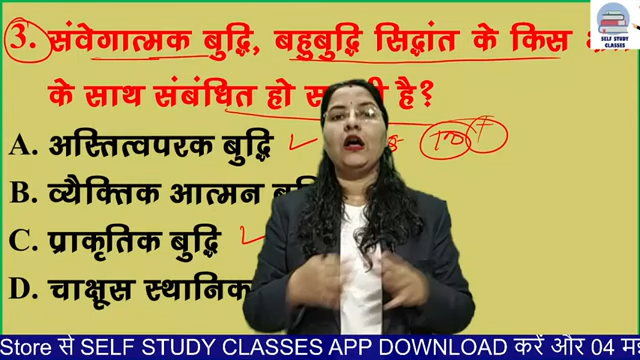 3. संवेगात्मक बुद्धि, बहुबुद्धि सिद्धांत के किस
के साथ संबंधित हो है?
A. अस्तित्वपरक बुद्धि
B. व्यैक्तिक आत्मन
C. प्राकृतिक बुद्धि
D. चाक्षूस स्थानिक
SELF STUDY CLASSES
Store से SELF STUDY CLASSES APP DOWNLOAD करें और 04